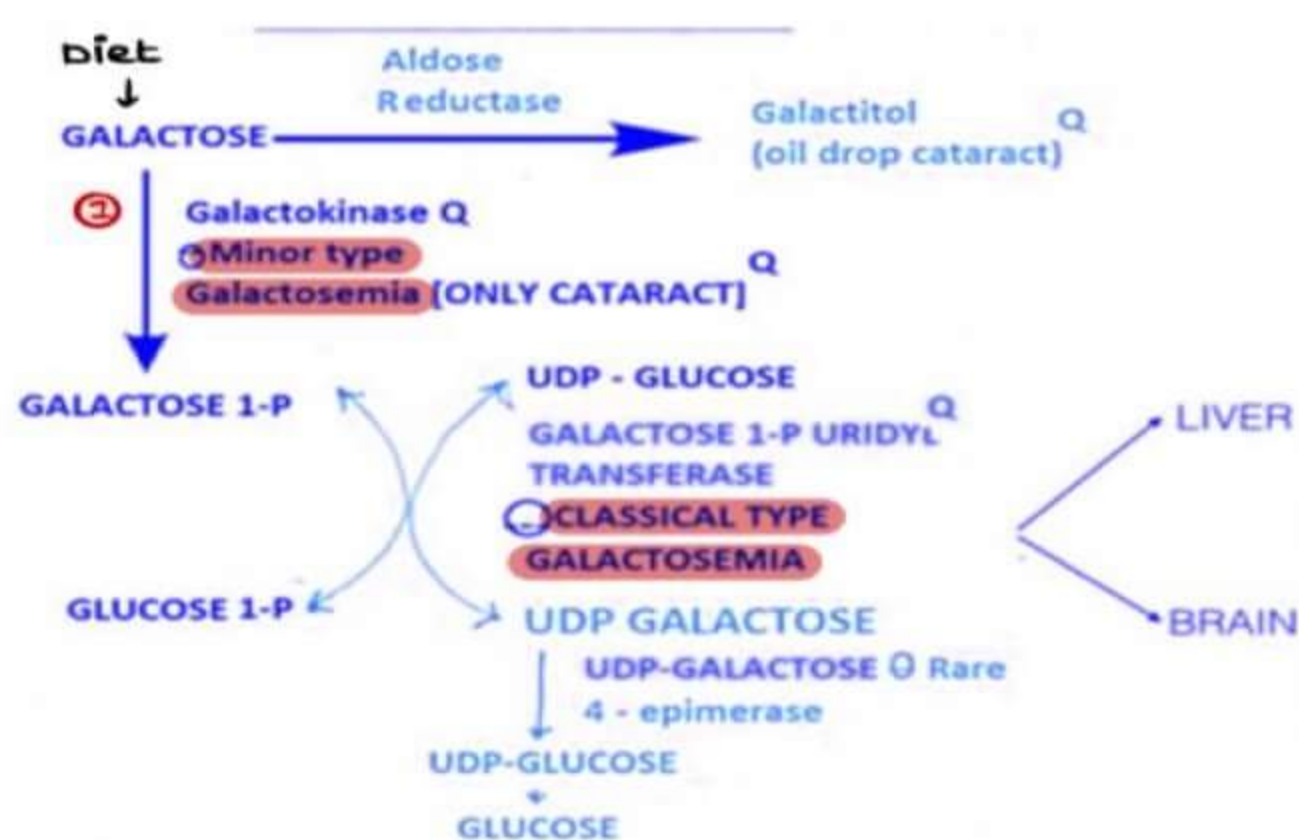 Diet
↓
Aldose
Reductase
GALACTOSE
Galactitol Q
(oil drop cataract)
1
Galactokinase Q
Minor type
Galactosemia [ONLY CATARACT] Q
GALACTOSE 1-P
UDP - GLUCOSE
GALACTOSE 1-P URIDYL Q
TRANSFERASE
CLASSICAL TYPE
GALACTOSEMIA
LIVER
BRAIN
GLUCOSE 1-P
UDP GALACTOSE
UDP-GALACTOSE Rare
4 - epimerase
UDP-GLUCOSE
GLUCOSE